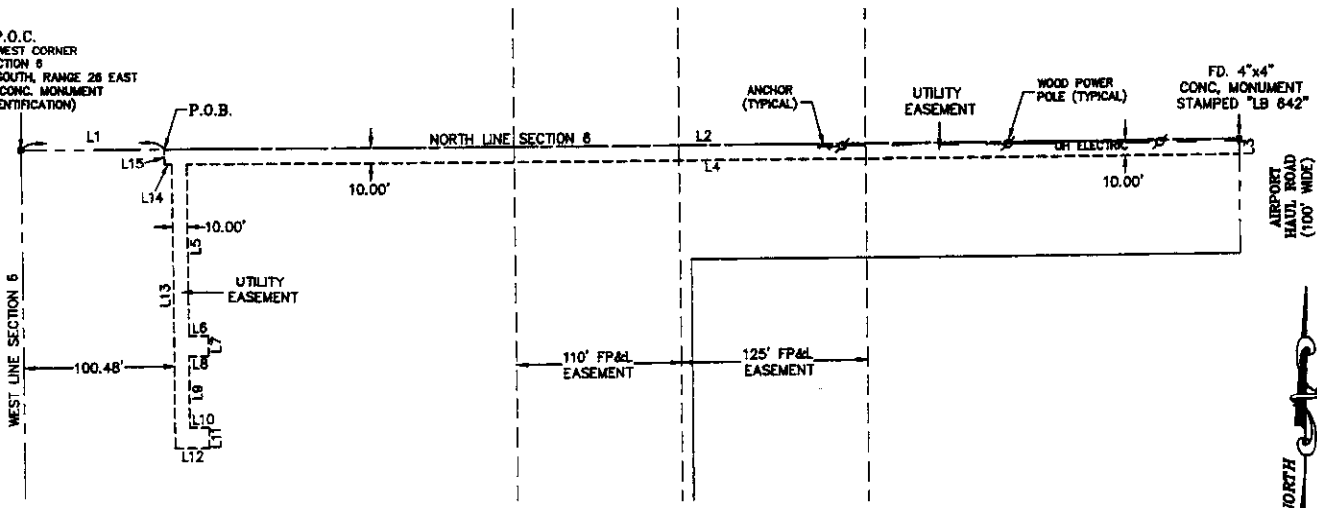 P.O.C.
WEST CORNER
CTION 6
SOUTH, RANGE 26 EAST
CONC. MONUMENT
ENTIFICATION)
L1
P.O.B.
L15
L14
NORTH LINE SECTION 6
10.00'
L2
L4
ANCHOR
(TYPICAL)
UTILITY
EASEMENT
WOOD POWER
POLE (TYPICAL)
OH ELECTRIC
10.00'
FD. 4"x4"
CONC. MONUMENT
STAMPED "LB 642"
L3
AIRPORT
HAUL ROAD
(100' WIDE)
10.00'
L5
UTILITY
EASEMENT
L13
L6
L7
L8
L9
L10
L11
L12
WEST LINE SECTION 6
100.48'
110' FP&L
EASEMENT
125' FP&L
EASEMENT
NORTH